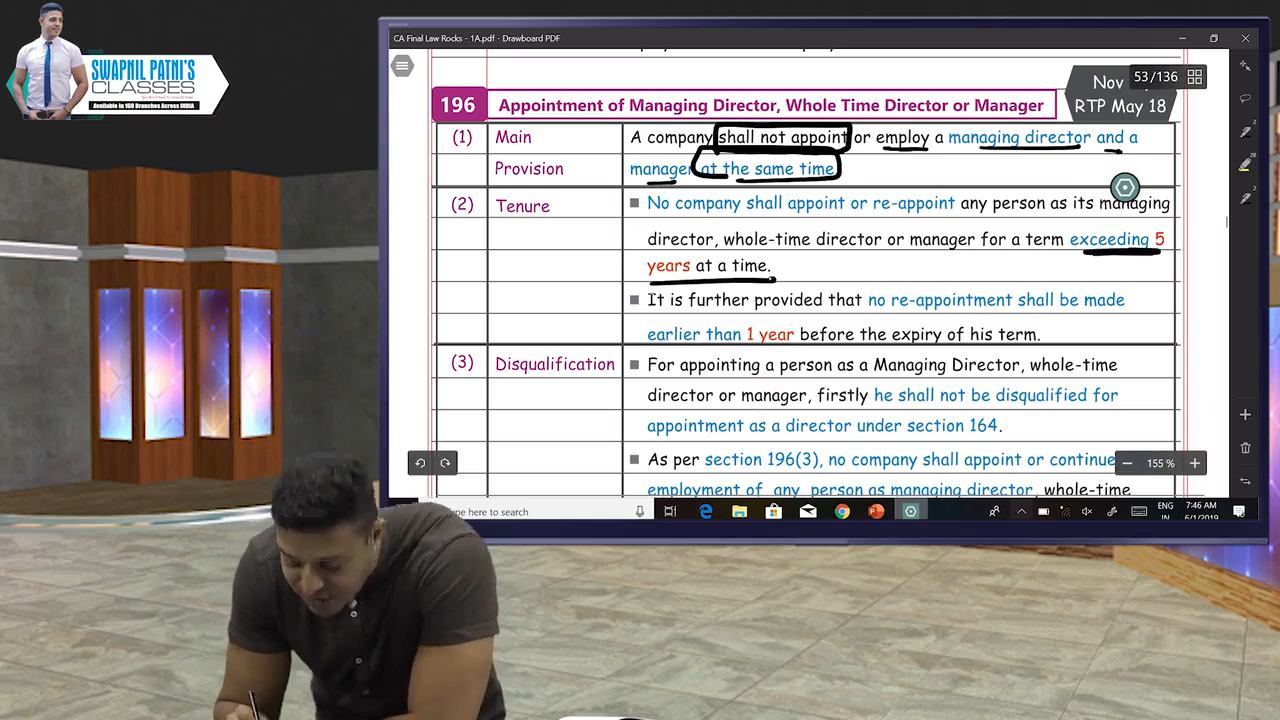 SWAPNIL PATNI'S
CLASSES
Available in 160 Branches Across INDIA
CA Final Law Rocks - 1A.pdf - Drawboard PDF
53/136
Nov
RTP May 18
196 Appointment of Managing Director, Whole Time Director or Manager
(1) Main Provision
A company shall not appoint or employ a managing director and a
manager at the same time
(2) Tenure
■ No company shall appoint or re-appoint any person as its managing
director, whole-time director or manager for a term exceeding 5
years at a time.
■ It is further provided that no re-appointment shall be made
earlier than 1 year before the expiry of his term.
(3) Disqualification
■ For appointing a person as a Managing Director, whole-time
director or manager, firstly he shall not be disqualified for
appointment as a director under section 164.
■ As per section 196(3), no company shall appoint or continue
employment of any person as managing director, whole-time
155 %
here to search
ENG
IN
7:46 AM
6/1/2019